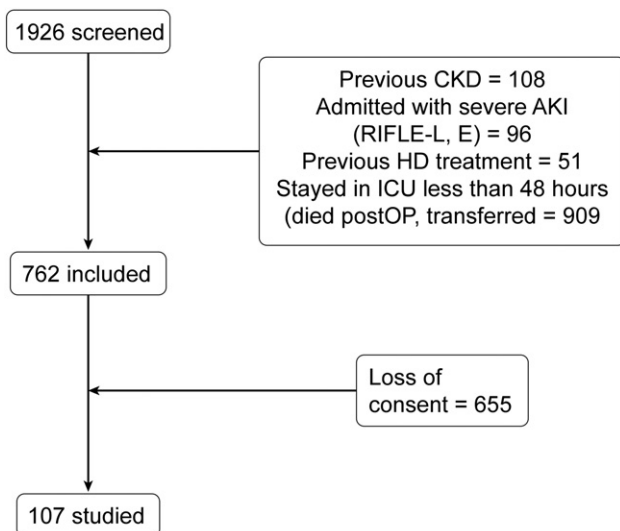 1926 screened
Previous CKD = 108
Admitted with severe AKI
(RIFLE-L, E) = 96
Previous HD treatment = 51
Stayed in ICU less than 48 hours
(died postOP, transferred = 909
762 included
Loss of
consent = 655
107 studied